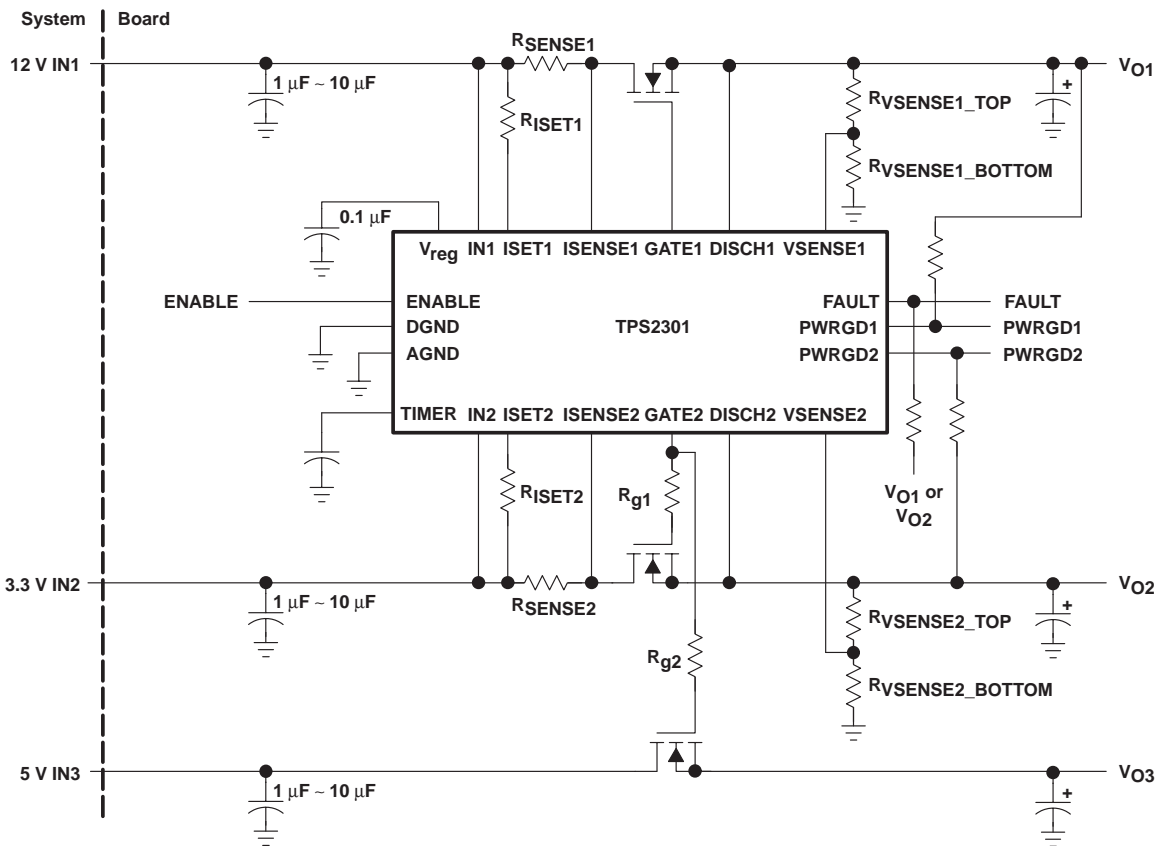 System Board
12 V IN1
RSENSE1
VO1
1 μF ~ 10 μF
RISET1
RVSENSE1_TOP
+
RVSENSE1_BOTTOM
0.1 μF
Vreg IN1 ISET1 ISENSE1 GATE1 DISCH1 VSENSE1
ENABLE
ENABLE
FAULT
FAULT
DGND
TPS2301
PWRGD1
PWRGD1
AGND
PWRGD2
PWRGD2
TIMER
IN2 ISET2 ISENSE2 GATE2 DISCH2 VSENSE2
RISET2
Rg1
VO1 or
VO2
3.3 V IN2
VO2
1 μF ~ 10 μF
RSENSE2
RVSENSE2_TOP
+
Rg2
RVSENSE2_BOTTOM
5 V IN3
VO3
1 μF ~ 10 μF
+